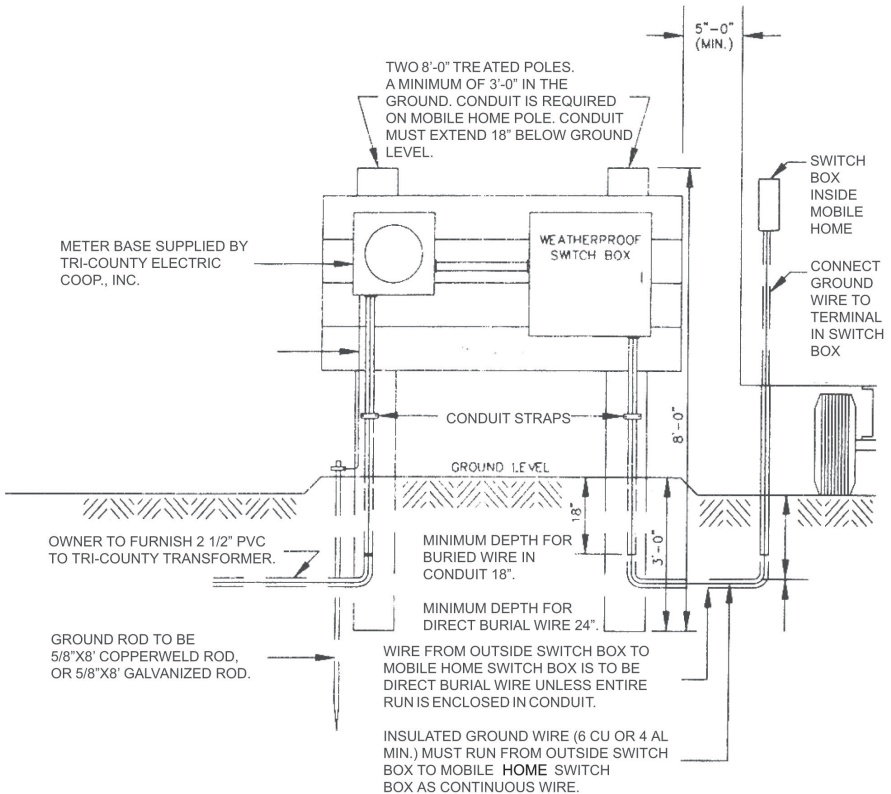 5"-0"
(MIN.)
TWO 8'-0" TREATED POLES.
A MINIMUM OF 3'-0" IN THE
GROUND. CONDUIT IS REQUIRED
ON MOBILE HOME POLE. CONDUIT
MUST EXTEND 18" BELOW GROUND
LEVEL.
SWITCH
BOX
INSIDE
MOBILE
HOME
METER BASE SUPPLIED BY
TRI-COUNTY ELECTRIC
COOP., INC.
WEATHERPROOF
SWITCH BOX
CONNECT
GROUND
WIRE TO
TERMINAL
IN SWITCH
BOX
CONDUIT STRAPS
8'-0"
GROUND LEVEL
18"
3'-0"
OWNER TO FURNISH 2 1/2" PVC
TO TRI-COUNTY TRANSFORMER.
MINIMUM DEPTH FOR
BURIED WIRE IN
CONDUIT 18".
MINIMUM DEPTH FOR
DIRECT BURIAL WIRE 24".
GROUND ROD TO BE
5/8"X8' COPPERWELD ROD,
OR 5/8"X8' GALVANIZED ROD.
WIRE FROM OUTSIDE SWITCH BOX TO
MOBILE HOME SWITCH BOX IS TO BE
DIRECT BURIAL WIRE UNLESS ENTIRE
RUN IS ENCLOSED IN CONDUIT.
INSULATED GROUND WIRE (6 CU OR 4 AL
MIN.) MUST RUN FROM OUTSIDE SWITCH
BOX TO MOBILE HOME SWITCH
BOX AS CONTINUOUS WIRE.